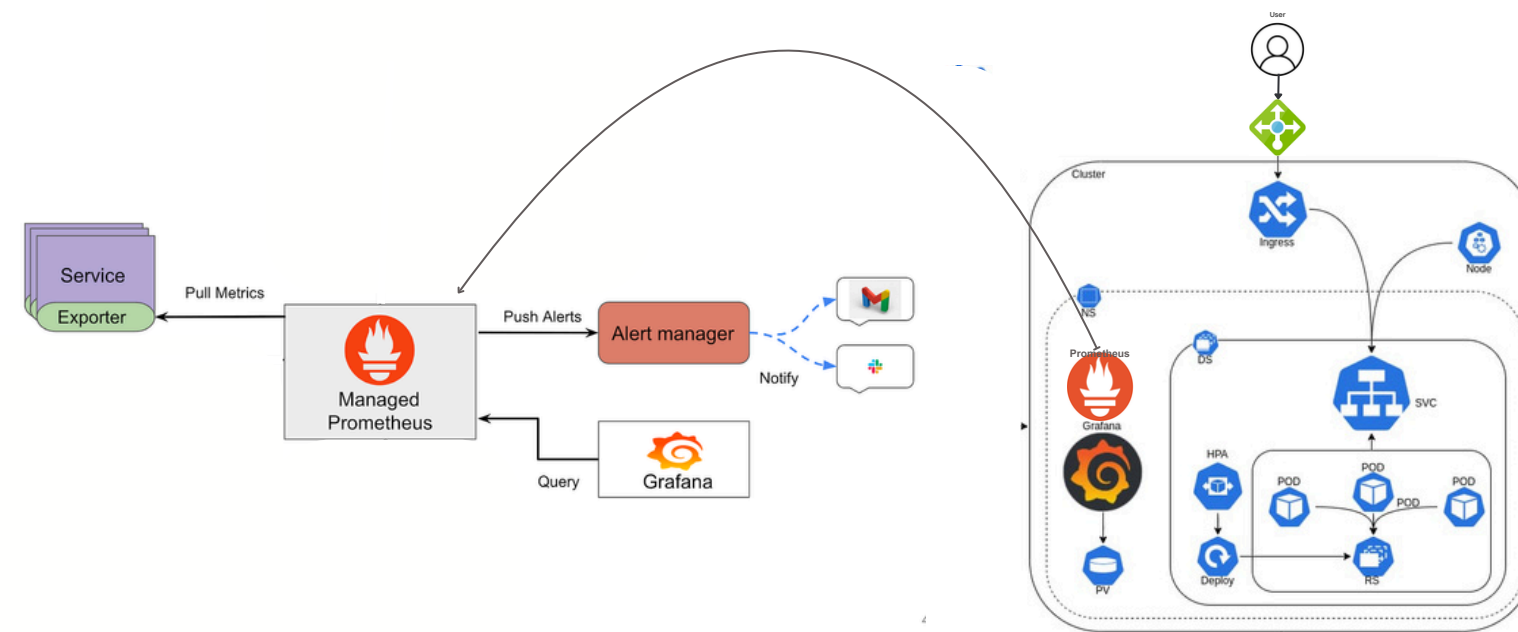 User
Cluster
Ingress
Node
NS
Prometheus
Grafana
PV
DS
SVC
HPA
POD
POD
POD
POD
Deploy
RS
Service
Exporter
Pull Metrics
Managed
Prometheus
Push Alerts
Alert manager
Notify
Query
Grafana